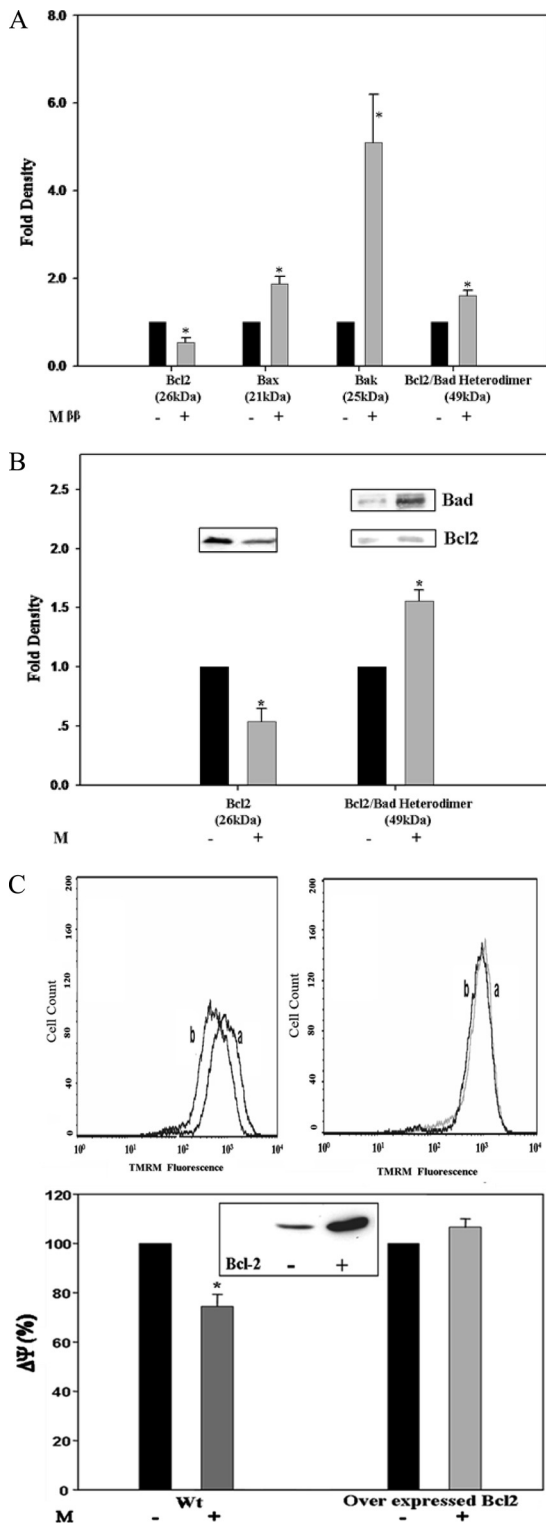 A
8.0
6.0
4.0
2.0
0.0
Fold Density
*
*
*
*
Bcl2
(26kDa)
Bax
(21kDa)
Bak
(25kDa)
Bcl2/Bad Heterodimer
(49kDa)
M ββ - + - + - + - +
B
2.5
2.0
1.5
1.0
.5
0.0
Fold Density
Bad
Bcl2
*
*
Bcl2
(26kDa)
Bcl2/Bad Heterodimer
(49kDa)
M - + - +
C
200
160
120
80
40
0
Cell Count
b a
10⁰ 10¹ 10² 10³ 10⁴
TMRM Fluorescence
200
160
120
80
40
0
Cell Count
b a
10⁰ 10¹ 10² 10³ 10⁴
TMRM Fluorescence
120
100
80
60
40
20
0
ΔΨ (%)
Bcl-2 - +
*
Wt
Over expressed Bcl2
M - + - +